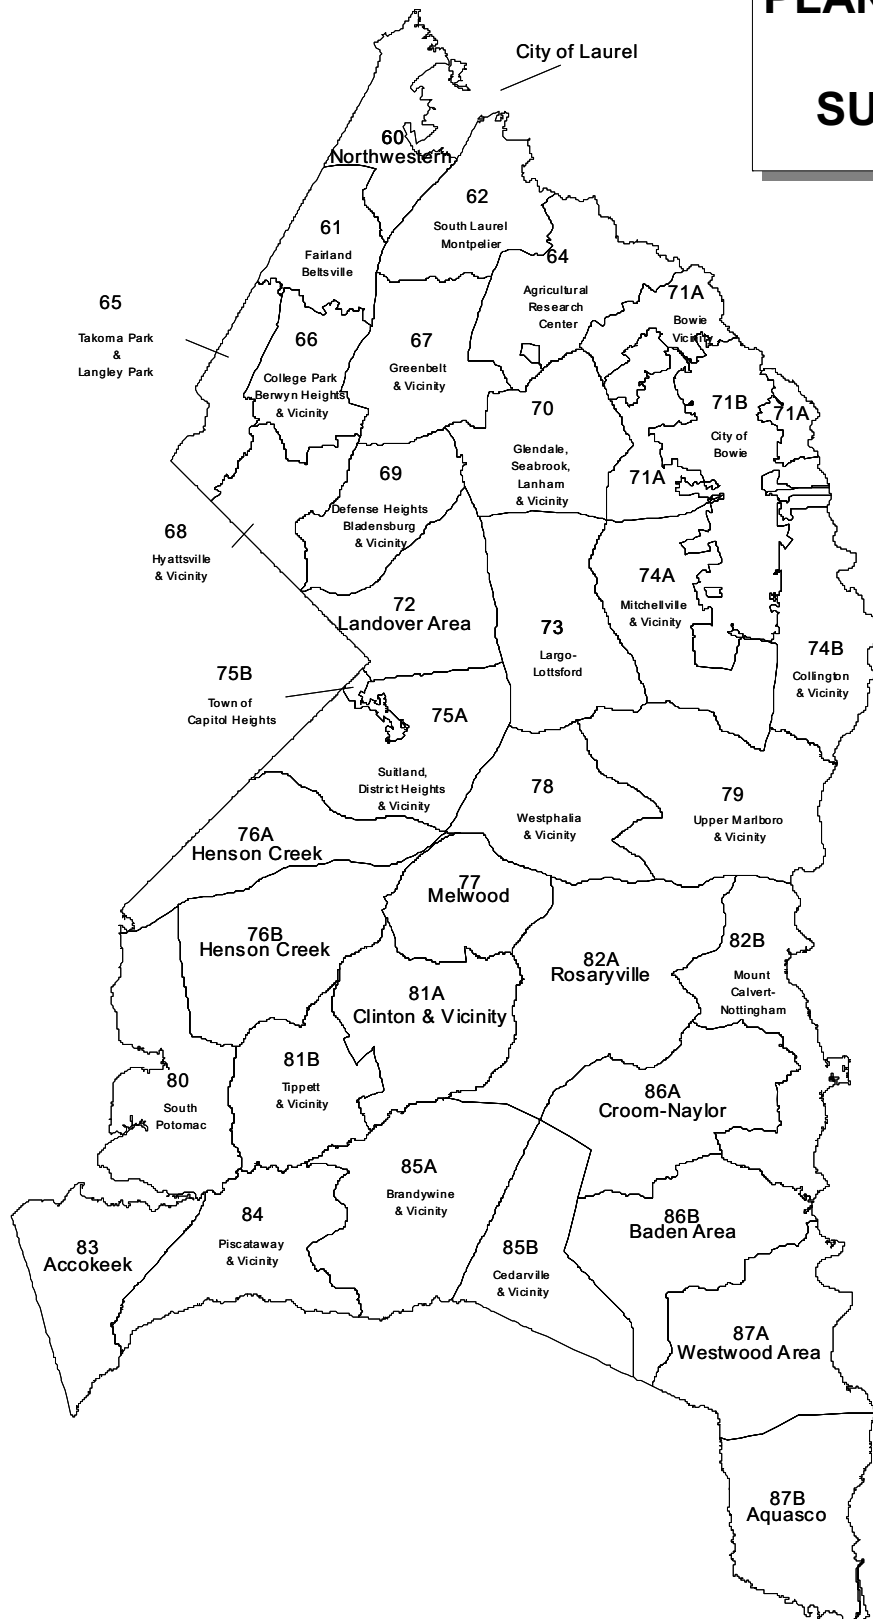 PLAN
SU
City of Laurel
60
Northwestern
62
South Laurel
Montpelier
61
Fairland
Beltsville
64
Agricultural
Research
Center
71A
Bowie
Vicinity
65
Takoma Park
&
Langley Park
66
College Park
Berwyn Heights
& Vicinity
67
Greenbelt
& Vicinity
70
Glendale,
Seabrook,
Lanham
& Vicinity
71B
City of
Bowie
71A
71A
69
Defense Heights
Bladensburg
& Vicinity
68
Hyattsville
& Vicinity
72
Landover Area
73
Largo-
Lottsford
74A
Mitchellville
& Vicinity
74B
Collington
& Vicinity
75B
Town of
Capitol Heights
75A
Suitland,
District Heights
& Vicinity
78
Westphalia
& Vicinity
79
Upper Marlboro
& Vicinity
76A
Henson Creek
77
Melwood
76B
Henson Creek
82A
Rosaryville
82B
Mount
Calvert-
Nottingham
81A
Clinton & Vicinity
81B
Tippett
& Vicinity
80
South
Potomac
86A
Croom-Naylor
85A
Brandywine
& Vicinity
84
Piscataway
& Vicinity
83
Accokeek
85B
Cedarville
& Vicinity
86B
Baden Area
87A
Westwood Area
87B
Aquasco